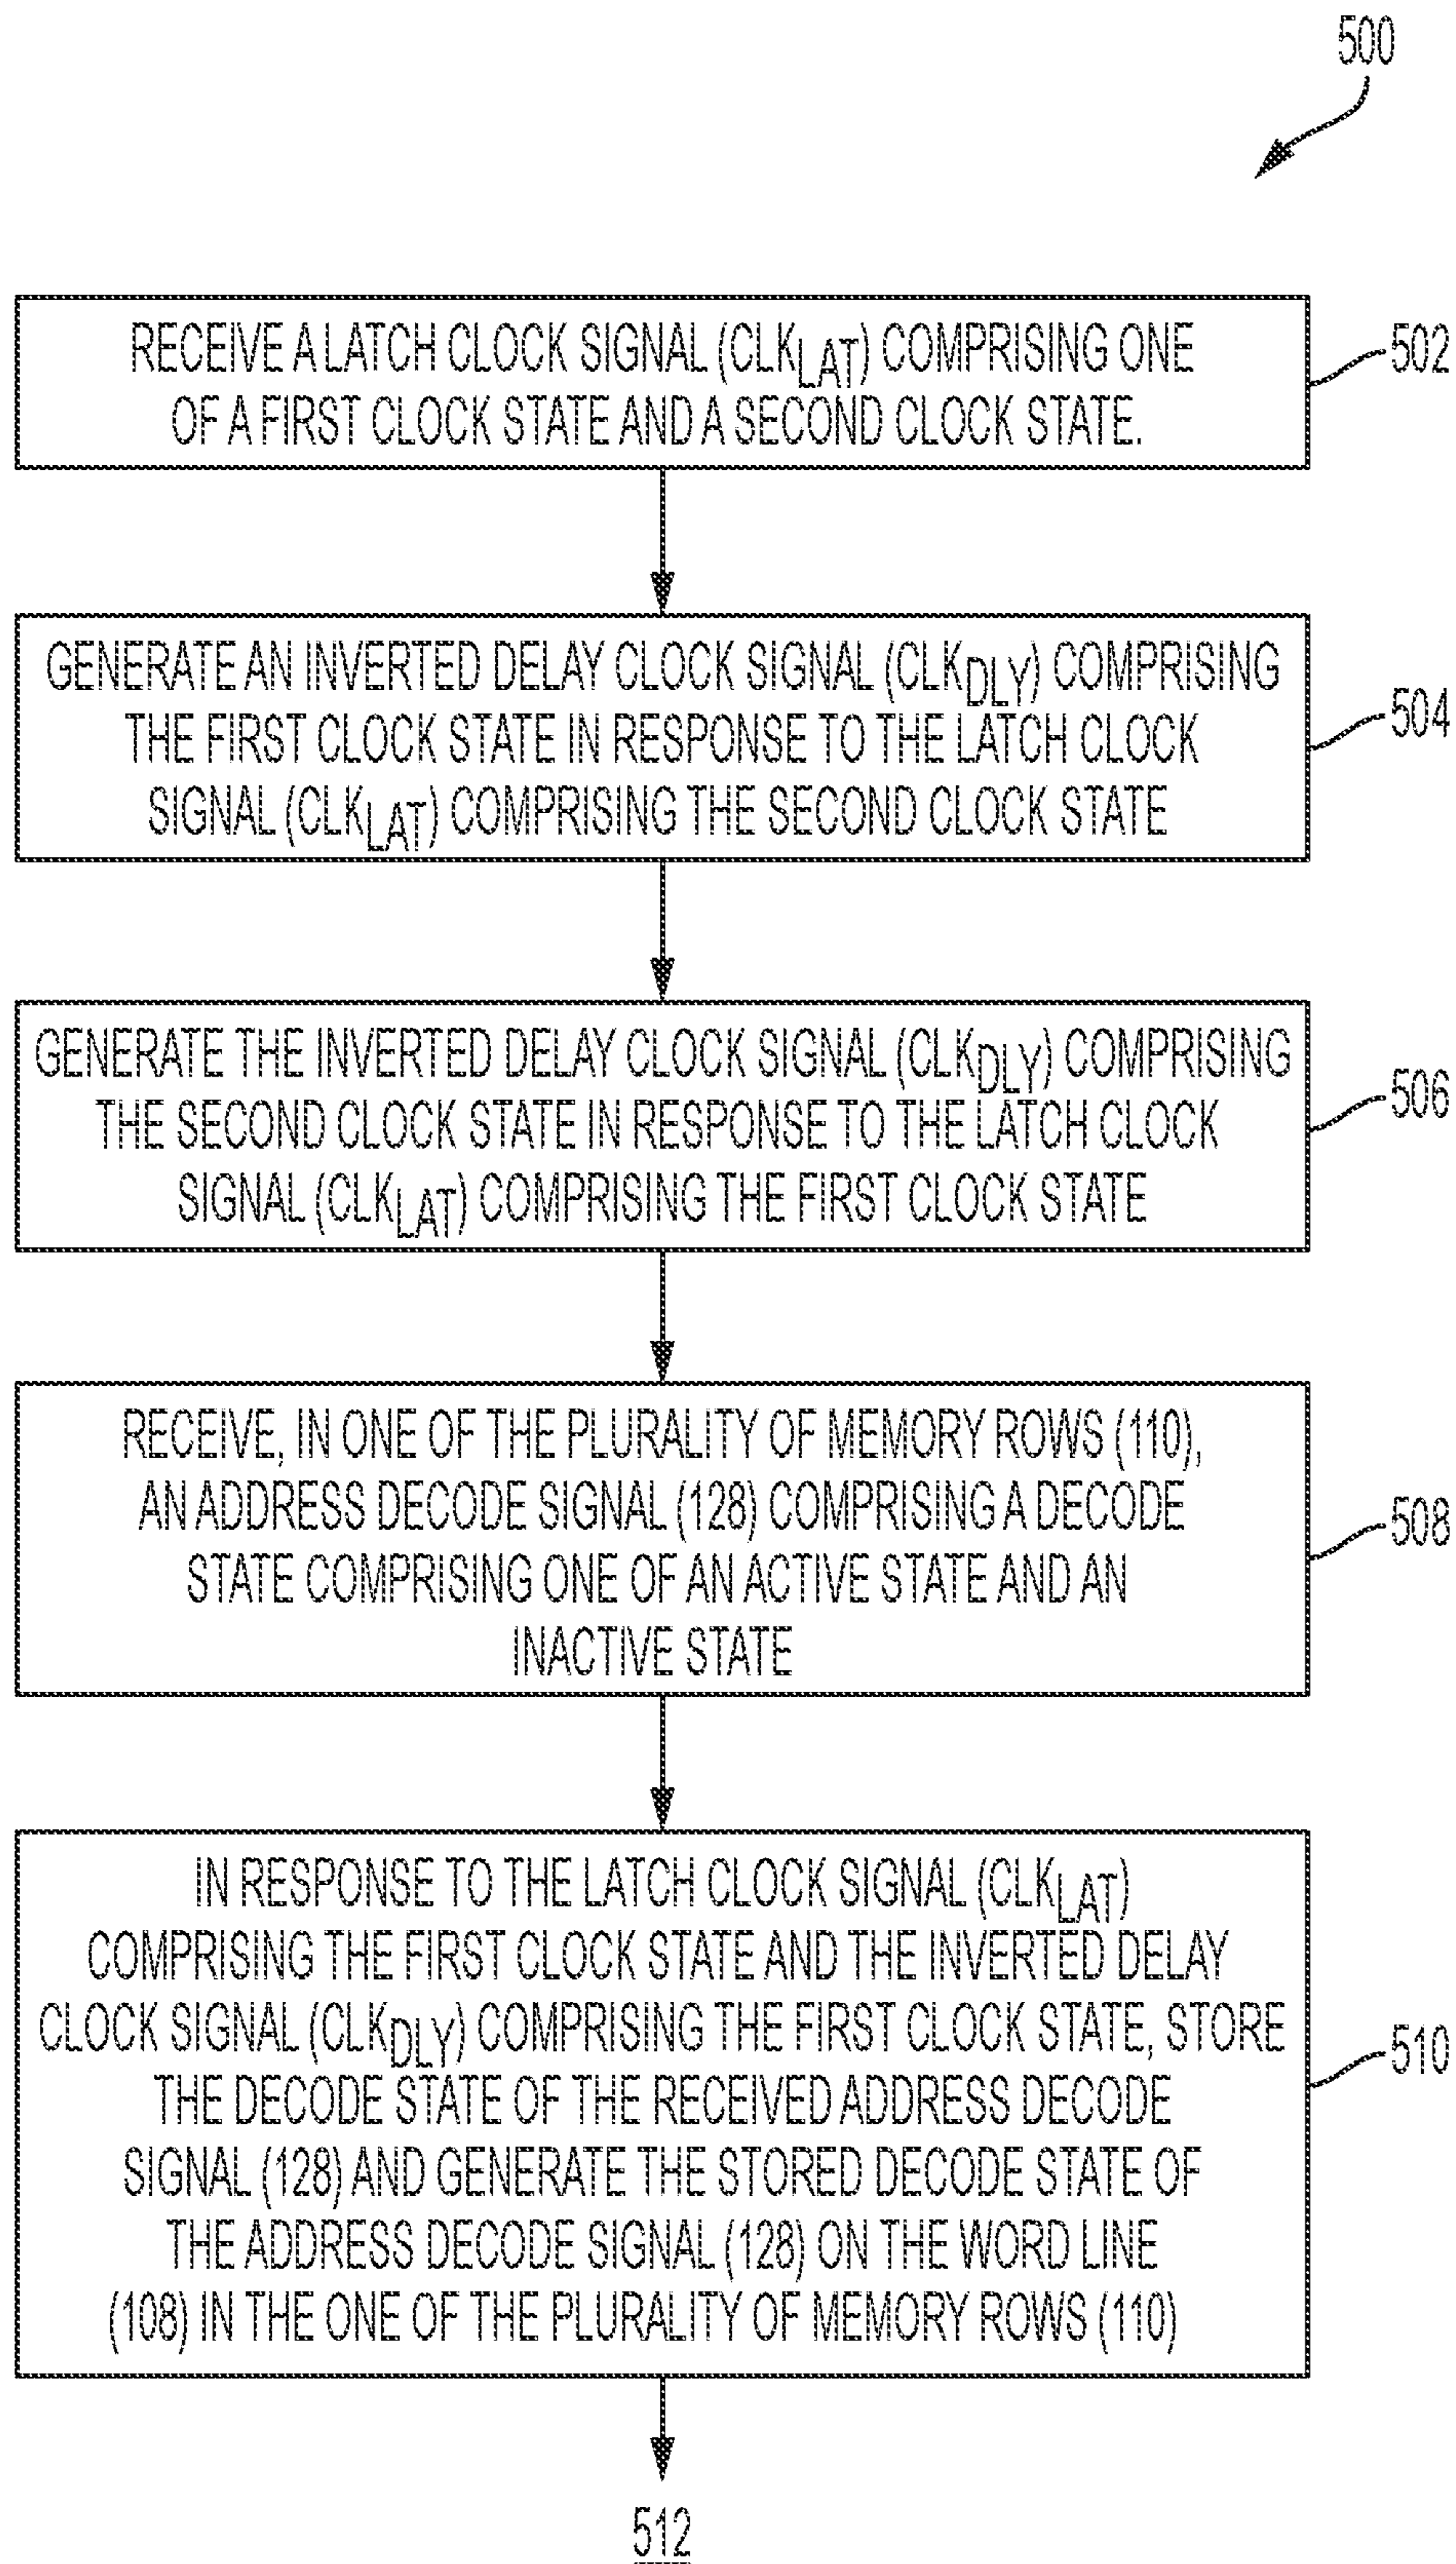 500
RECEIVE A LATCH CLOCK SIGNAL (CLKLAT) COMPRISING ONE
OF A FIRST CLOCK STATE AND A SECOND CLOCK STATE.
502
GENERATE AN INVERTED DELAY CLOCK SIGNAL (CLKDLY) COMPRISING
THE FIRST CLOCK STATE IN RESPONSE TO THE LATCH CLOCK
SIGNAL (CLKLAT) COMPRISING THE SECOND CLOCK STATE
504
GENERATE THE INVERTED DELAY CLOCK SIGNAL (CLKDLY) COMPRISING
THE SECOND CLOCK STATE IN RESPONSE TO THE LATCH CLOCK
SIGNAL (CLKLAT) COMPRISING THE FIRST CLOCK STATE
506
RECEIVE, IN ONE OF THE PLURALITY OF MEMORY ROWS (110),
AN ADDRESS DECODE SIGNAL (128) COMPRISING A DECODE
STATE COMPRISING ONE OF AN ACTIVE STATE AND AN
INACTIVE STATE
508
IN RESPONSE TO THE LATCH CLOCK SIGNAL (CLKLAT)
COMPRISING THE FIRST CLOCK STATE AND THE INVERTED DELAY
CLOCK SIGNAL (CLKDLY) COMPRISING THE FIRST CLOCK STATE, STORE
THE DECODE STATE OF THE RECEIVED ADDRESS DECODE
SIGNAL (128) AND GENERATE THE STORED DECODE STATE OF
THE ADDRESS DECODE SIGNAL (128) ON THE WORD LINE
(108) IN THE ONE OF THE PLURALITY OF MEMORY ROWS (110)
510
512